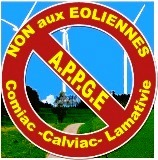 NON aux EOLIENNES
A.P.P.G.E
Comiac -Calviac- Lamativie